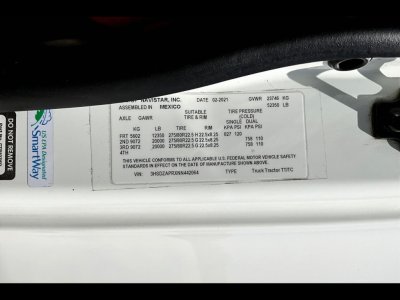 NAVISTAR, INC. DATE 02-2021 GVWR 23746 KG
ASSEMBLED IN MEXICO 52350 LB
SUITABLE TIRE PRESSURE
AXLE GAWR TIRE & RIM (COLD)
SINGLE DUAL
KG LB TIRE RIM KPA PSI KPA PSI
FRT 5602 12350 275/80R22.5 G 22.5x8.25 827 120
2ND 9072 20000 275/80R22.5 G 22.5x8.25 758 110
3RD 9072 20000 275/80R22.5 G 22.5x8.25 758 110
4TH
THIS VEHICLE CONFORMS TO ALL APPLICABLE U.S. FEDERAL MOTOR VEHICLE SAFETY
STANDARDS IN EFFECT ON THE DATE OF MANUFACTURE SHOWN ABOVE.
VIN: 3HSDZAPRXNN442064 TYPE: Truck Tractor TT/TC
DO NOT REMOVE
US EPA Designated
SmartWay